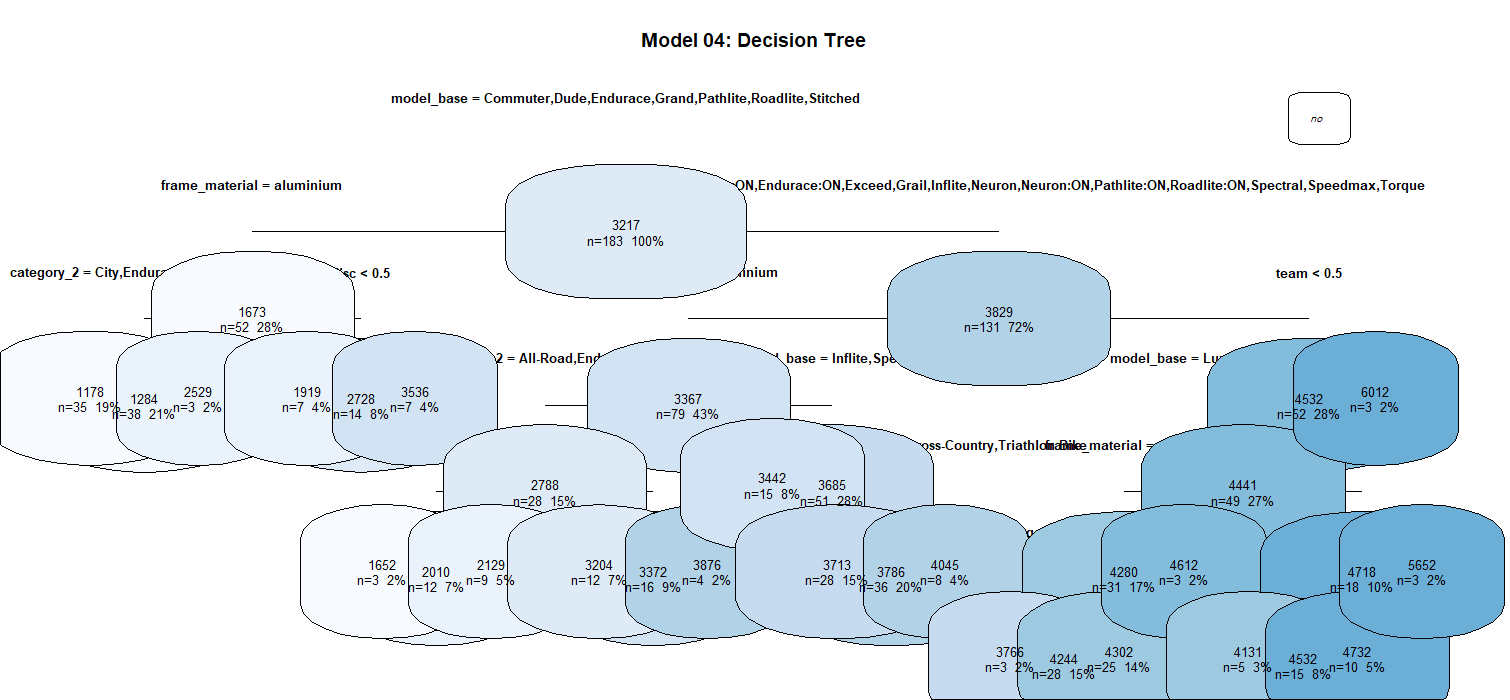 Model 04: Decision Tree
model_base = Commuter,Dude,Endurace,Grand,Pathlite,Roadlite,Stitched
no
frame_material = aluminium
ON,Endurace:ON,Exceed,Grail,Inflite,Neuron,Neuron:ON,Pathlite:ON,Roadlite:ON,Spectral,Speedmax,Torque
3217
n=183 100%
category_2 = City,Endura
sc < 0.5
inium
team < 0.5
1673
n=52 28%
3829
n=131 72%
2 = All-Road,End
_base = Inflite,Spe
model_base = Lu
1178
n=35 19%
1284
n=38 21%
2529
n=3 2%
1919
n=7 4%
2728
n=14 8%
3536
n=7 4%
3367
n=79 43%
4532
n=52 28%
6012
n=3 2%
oss-Country,Triathlon Bike
frame_material =
2788
n=28 15%
3442
n=15 8%
3685
n=51 28%
4441
n=49 27%
1652
n=3 2%
2010
n=12 7%
2129
n=9 5%
3204
n=12 7%
3372
n=16 9%
3876
n=4 2%
3713
n=28 15%
3786
n=36 20%
4045
n=8 4%
4280
n=31 17%
4612
n=3 2%
4718
n=18 10%
5652
n=3 2%
3766
n=3 2%
4244
n=28 15%
4302
n=25 14%
4131
n=5 3%
4532
n=15 8%
4732
n=10 5%